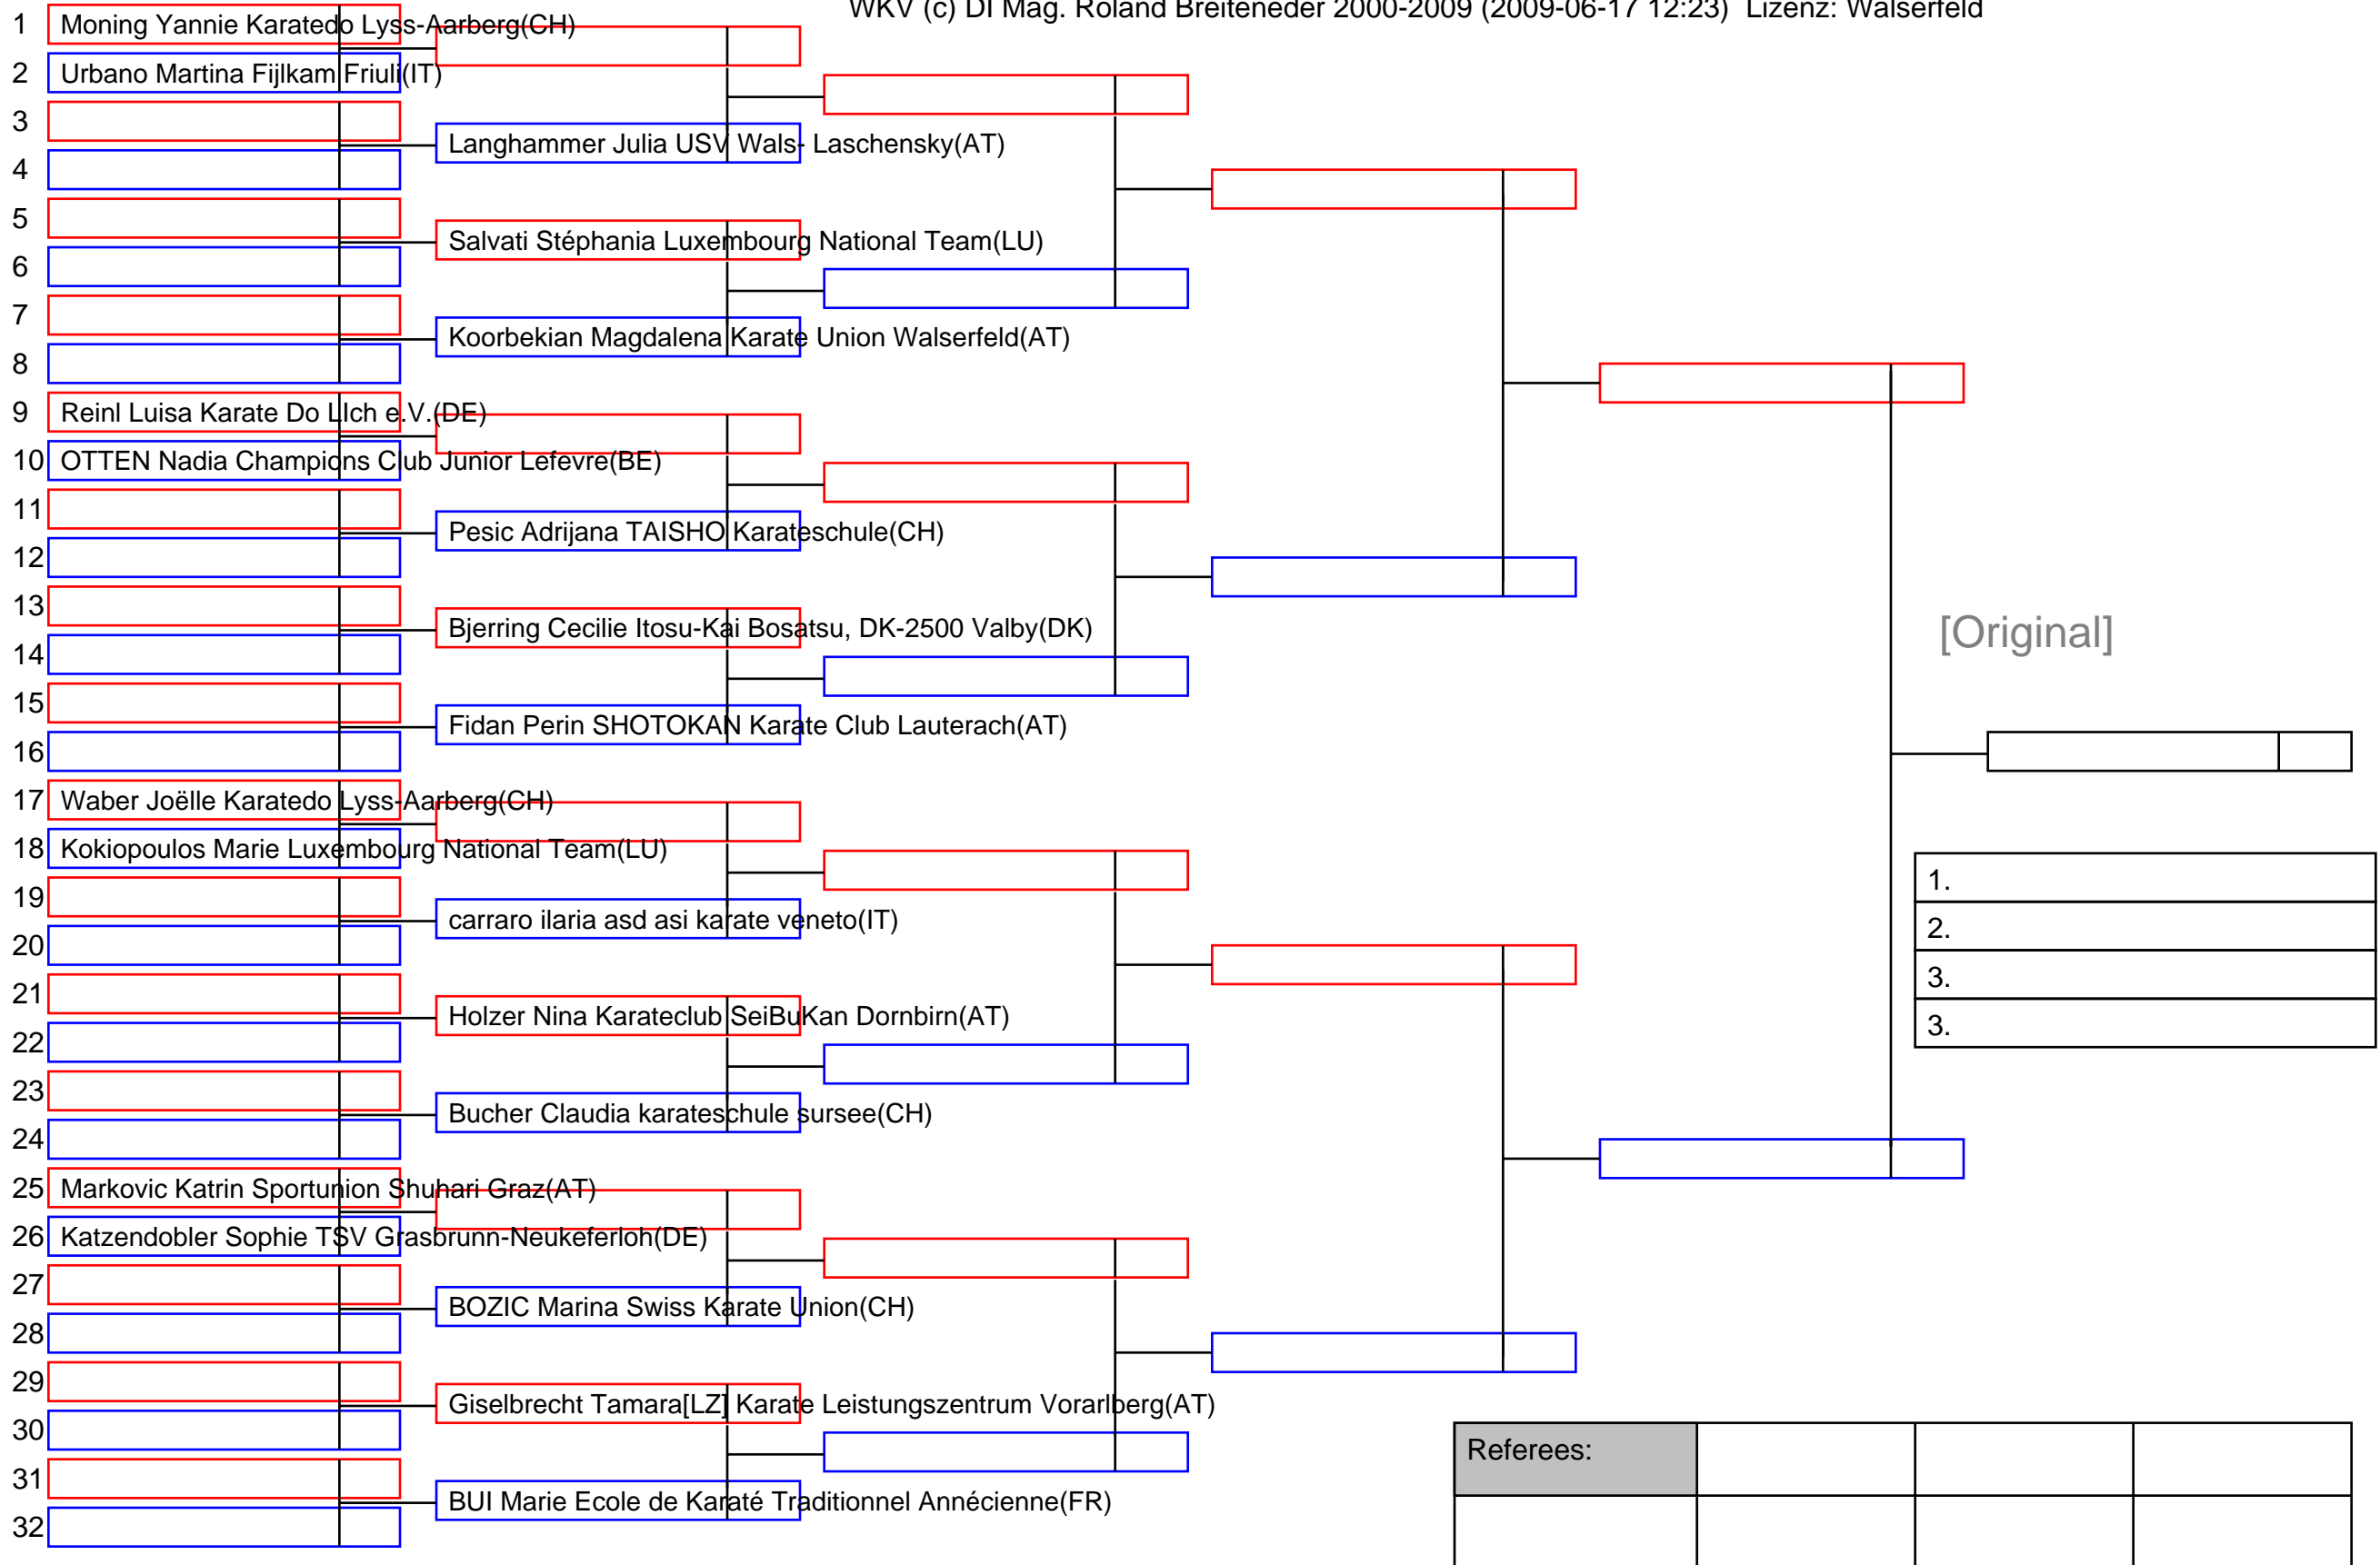 WKV (c) DI Mag. Roland Breiteneder 2000-2009 (2009-06-17 12:23) Lizenz: Walserfeld
1 Moning Yannie Karatedo Lyss-Aarberg(CH)
2 Urbano Martina Fijlkam Friuli(IT)
3
Langhammer Julia USV Wals- Laschensky(AT)
4
5
Salvati Stéphania Luxembourg National Team(LU)
6
7
Koorbekian Magdalena Karate Union Walserfeld(AT)
8
9 Reinl Luisa Karate Do LIch e.V.(DE)
10 OTTEN Nadia Champions Club Junior Lefevre(BE)
11
Pesic Adrijana TAISHO Karateschule(CH)
12
13
Bjerring Cecilie Itosu-Kai Bosatsu, DK-2500 Valby(DK)
[Original]
14
15
Fidan Perin SHOTOKAN Karate Club Lauterach(AT)
16
17 Waber Joëlle Karatedo Lyss-Aarberg(CH)
18 Kokiopoulos Marie Luxembourg National Team(LU)
1.
19
carraro ilaria asd asi karate veneto(IT)
2.
20
3.
21
Holzer Nina Karateclub SeiBuKan Dornbirn(AT)
3.
22
23
Bucher Claudia karateschule sursee(CH)
24
25 Markovic Katrin Sportunion Shuhari Graz(AT)
26 Katzendobler Sophie TSV Grasbrunn-Neukeferloh(DE)
27
BOZIC Marina Swiss Karate Union(CH)
28
29
Giselbrecht Tamara[LZ] Karate Leistungszentrum Vorarlberg(AT)
30
Referees:
31
BUI Marie Ecole de Karaté Traditionnel Annécienne(FR)
32